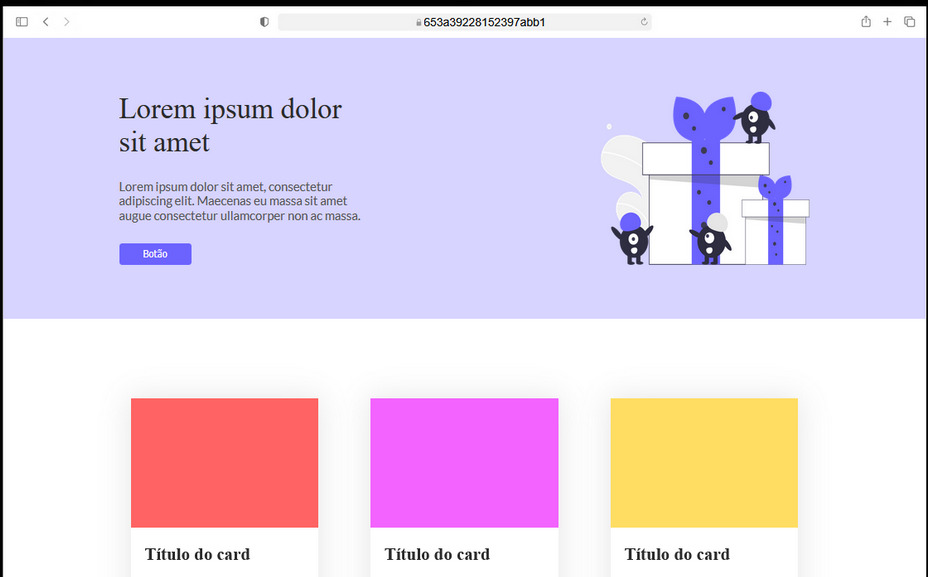 653a39228152397abb1
Lorem ipsum dolor
sit amet
Lorem ipsum dolor sit amet, consectetur
adipiscing elit. Maecenas eu massa sit amet
augue consectetur ullamcorper non ac massa.
Botão
Título do card
Título do card
Título do card